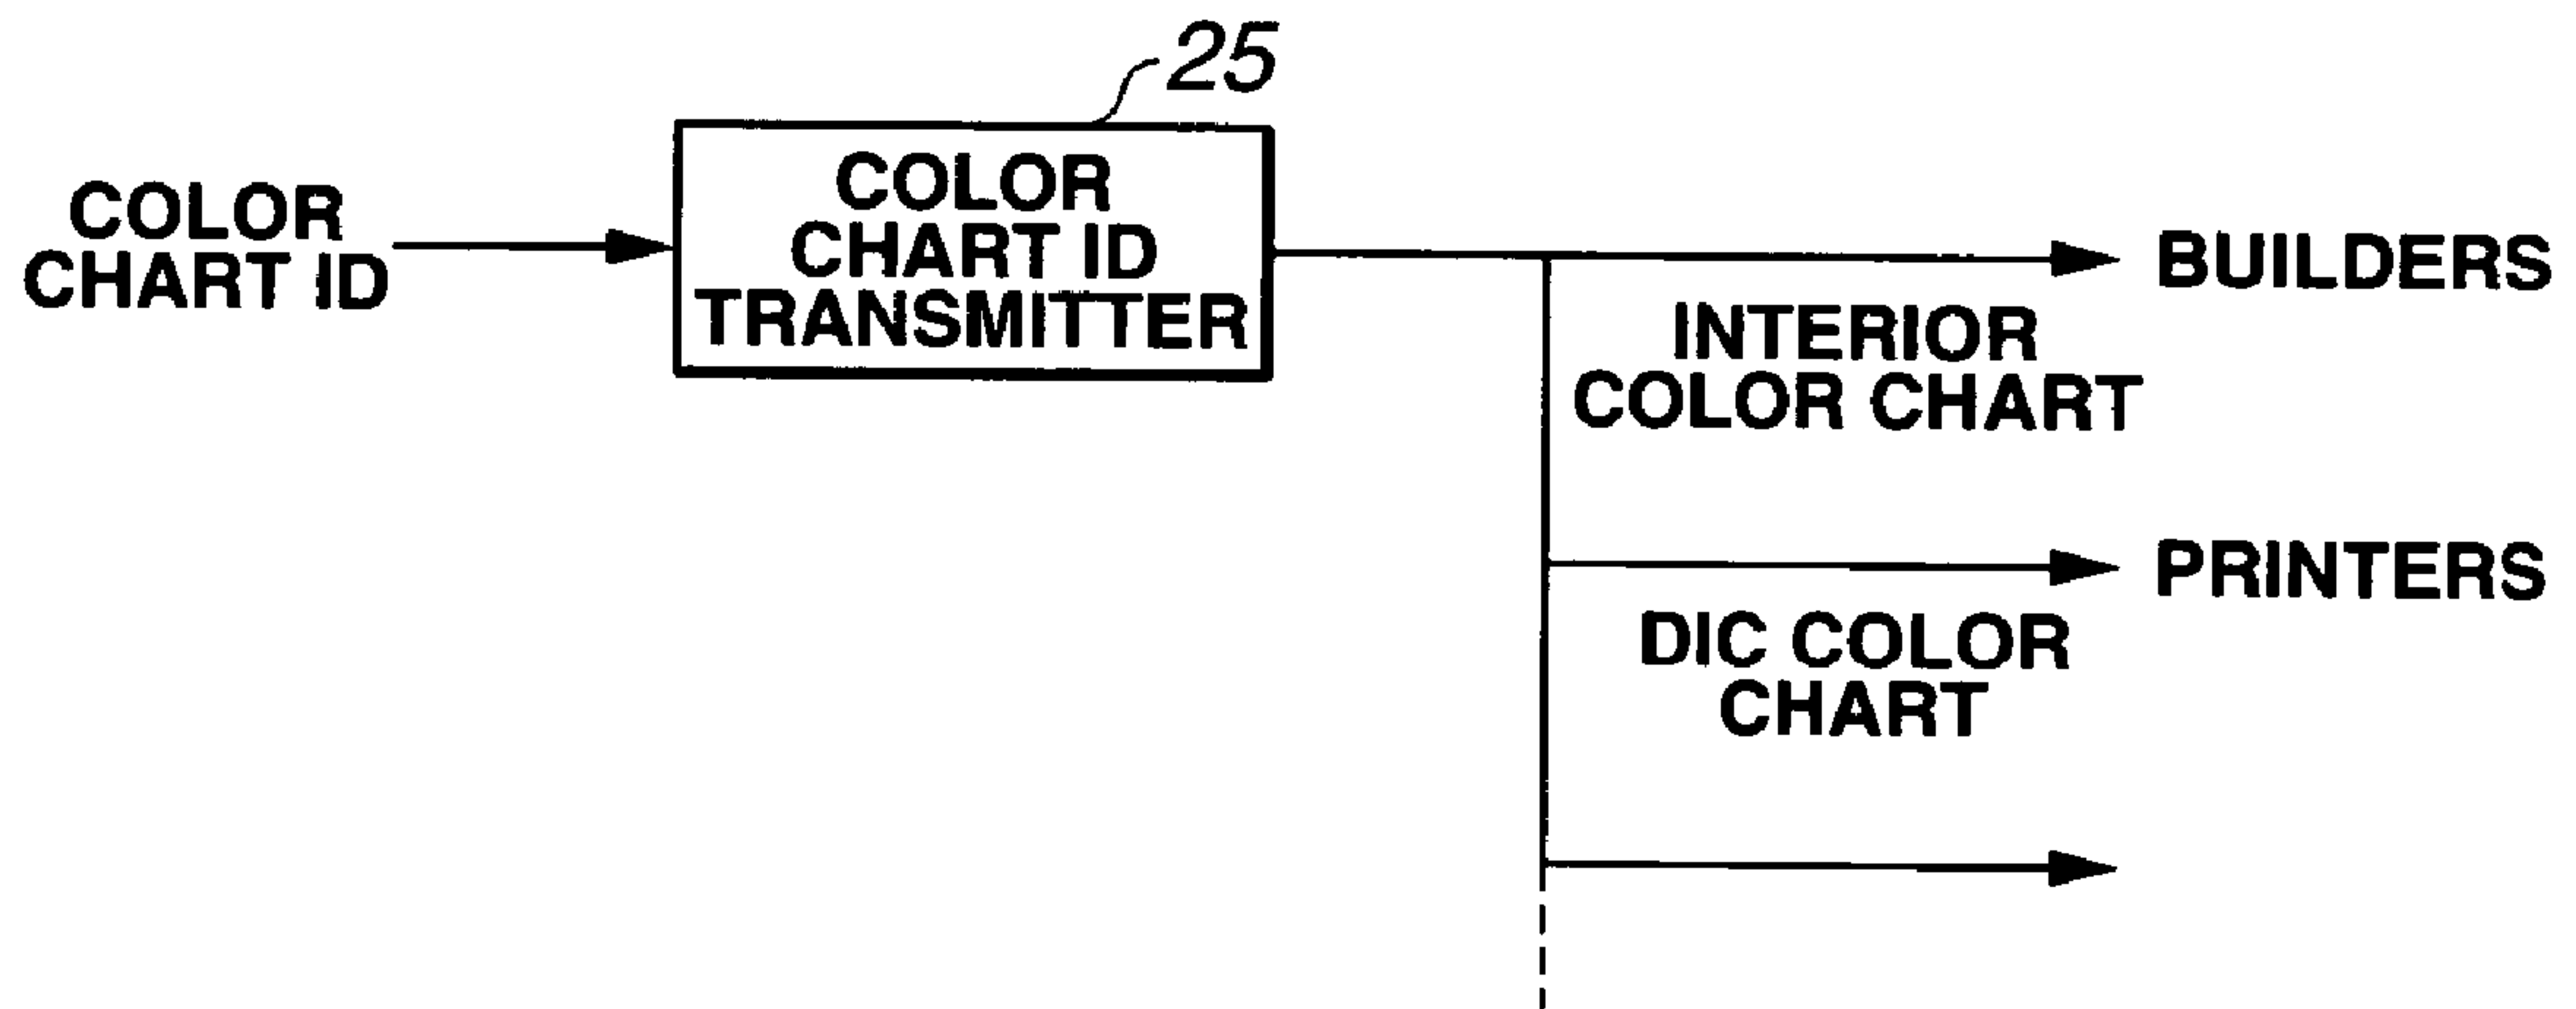 25
COLOR
CHART ID
COLOR
CHART ID
TRANSMITTER
BUILDERS
INTERIOR
COLOR CHART
PRINTERS
DIC COLOR
CHART